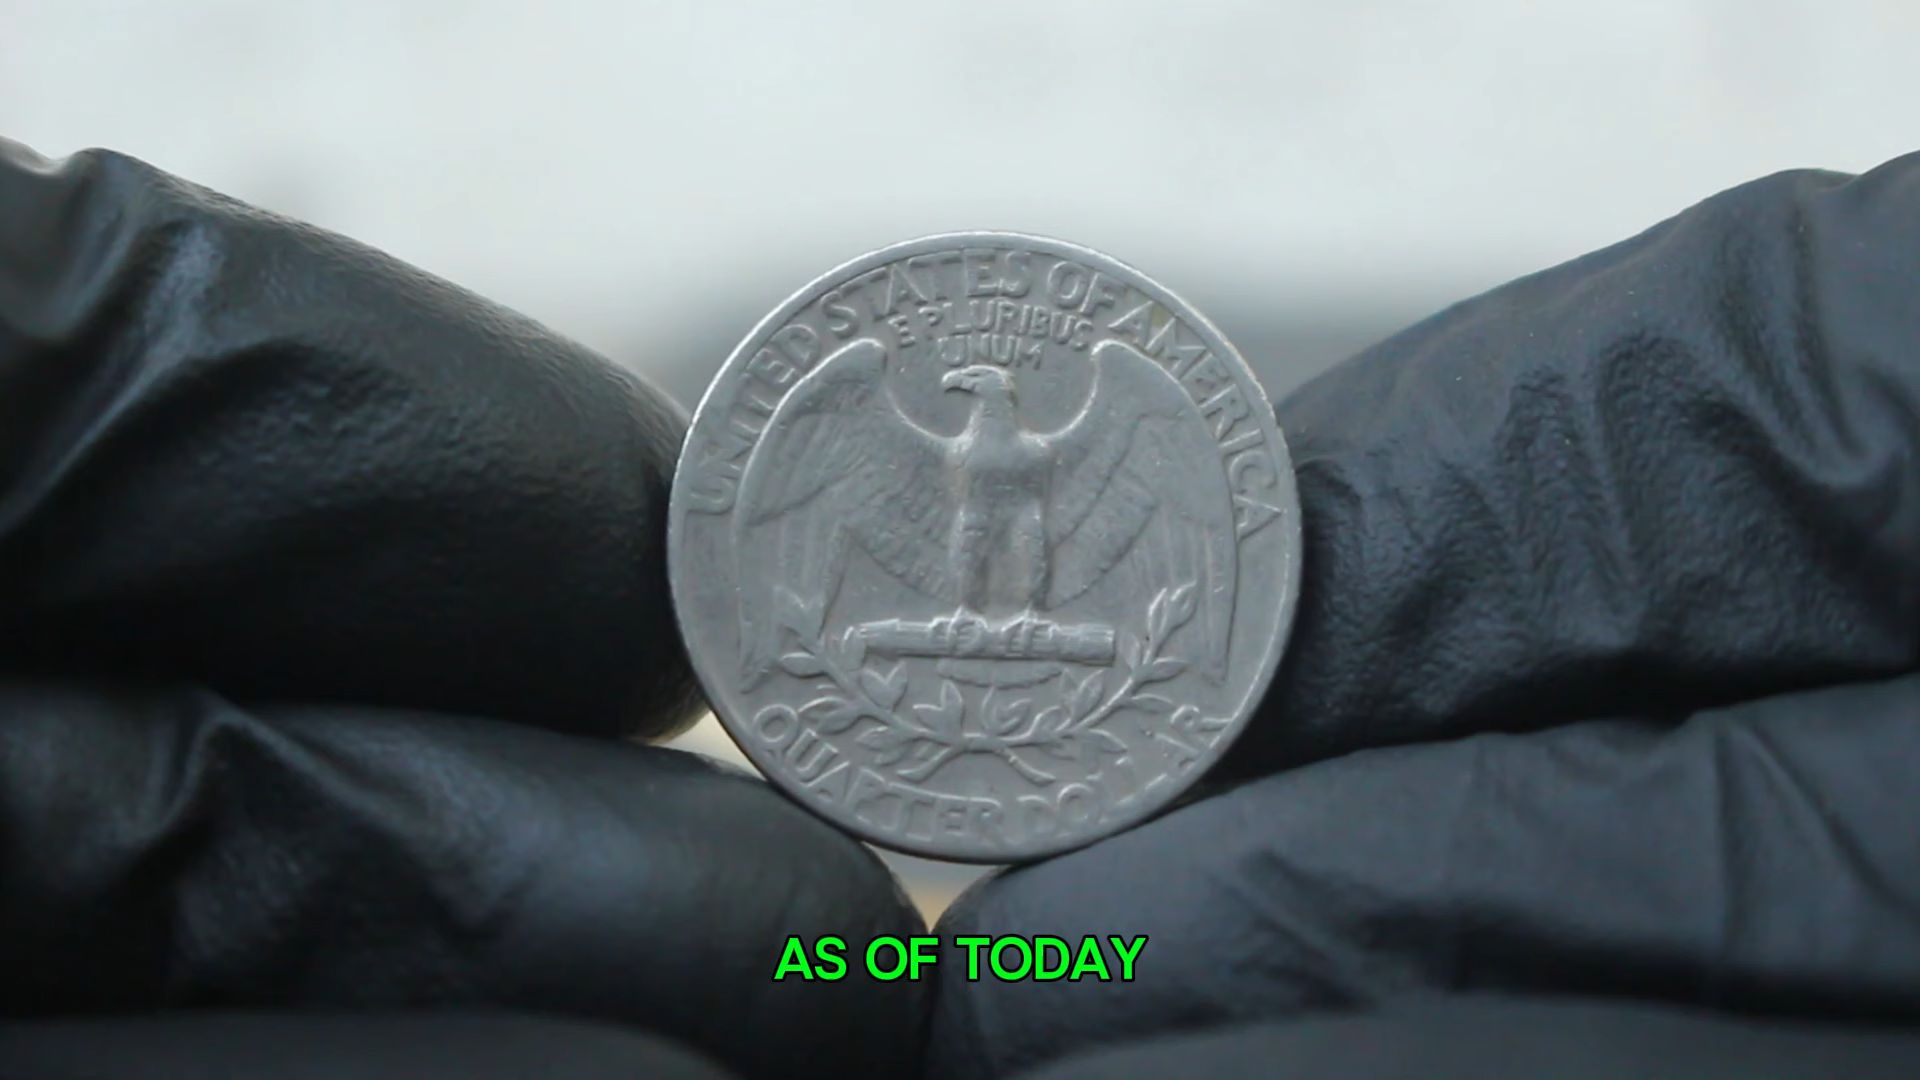 UNITED STATES OF AMERICA
E PLURIBUS
UNUM
QUARTER DOLLAR
AS OF TODAY